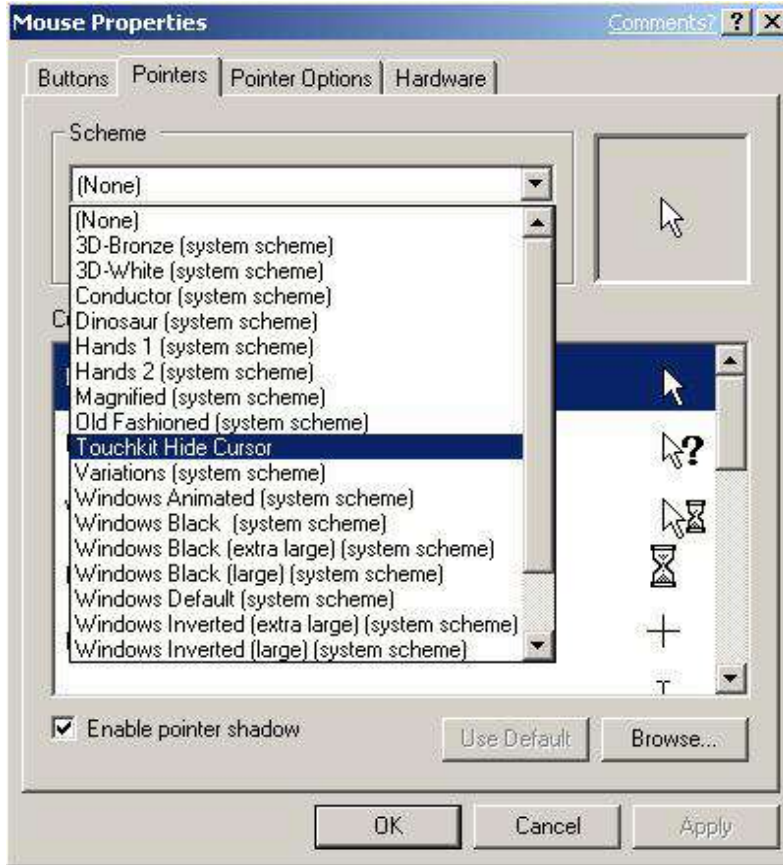 Mouse Properties Comments? ? X
Buttons Pointers Pointer Options Hardware
Scheme
(None)
(None)
3D-Bronze (system scheme)
3D-White (system scheme)
Conductor (system scheme)
Dinosaur (system scheme)
Hands 1 (system scheme)
Hands 2 (system scheme)
Magnified (system scheme)
Old Fashioned (system scheme)
Touchkit Hide Cursor
Variations (system scheme)
Windows Animated (system scheme)
Windows Black  (system scheme)
Windows Black (extra large) (system scheme)
Windows Black (large) (system scheme)
Windows Default (system scheme)
Windows Inverted (extra large) (system scheme)
Windows Inverted (large) (system scheme)
Enable pointer shadow
Use Default Browse...
OK Cancel Apply